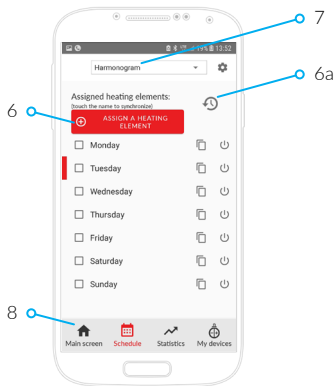 7
19% 13:52
Harmonogram
6a
Assigned heating elements:
(touch the name to synchronize)
6
ASSIGN A HEATING
ELEMENT
Monday
Tuesday
Wednesday
Thursday
Friday
Saturday
Sunday
8
Main screen Schedule Statistics My devices